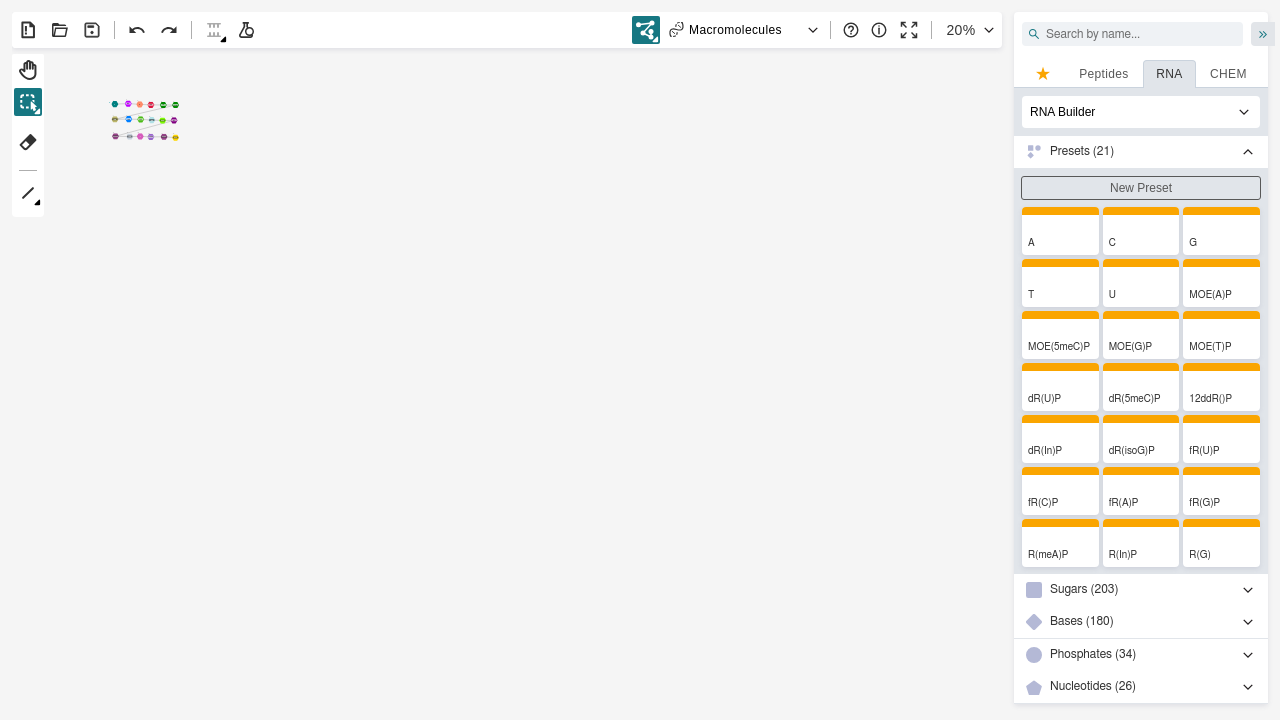 Macromolecules
20%
Search by name...
Peptides
RNA
CHEM
RNA Builder
Presets (21)
New Preset
A
C
G
T
U
MOE(A)P
MOE(5meC)P
MOE(G)P
MOE(T)P
dR(U)P
dR(5meC)P
12ddR()P
dR(In)P
dR(isoG)P
fR(U)P
fR(C)P
fR(A)P
fR(G)P
R(meA)P
R(In)P
R(G)
Sugars (203)
Bases (180)
Phosphates (34)
Nucleotides (26)